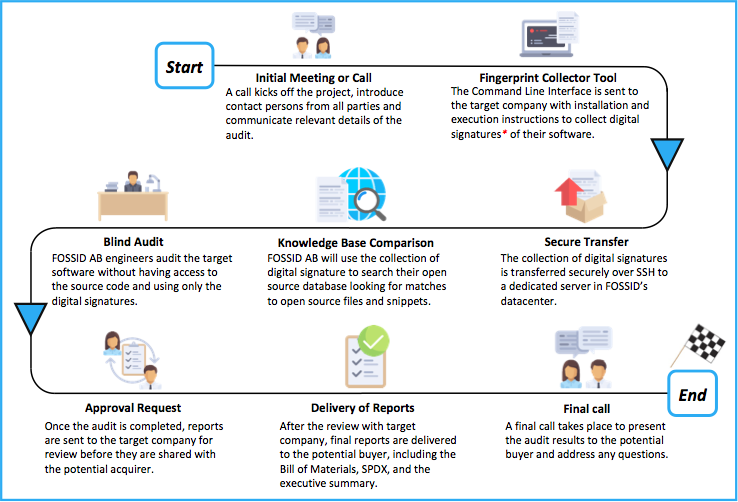 Start
Initial Meeting or Call
A call kicks off the project, introduce
contact persons from all parties and
communicate relevant details of the
audit.
Fingerprint Collector Tool
The Command Line Interface is sent to
the target company with installation and
execution instructions to collect digital
signatures* of their software.
Secure Transfer
The collection of digital signatures
is transferred securely over SSH to
a dedicated server in FOSSID's
datacenter.
Knowledge Base Comparison
FOSSID AB will use the collection of
digital signature to search their open
source database looking for matches
to open source files and snippets.
Blind Audit
FOSSID AB engineers audit the target
software without having access to
the source code and using only the
digital signatures.
Approval Request
Once the audit is completed, reports
are sent to the target company for
review before they are shared with
the potential acquirer.
Delivery of Reports
After the review with target
company, final reports are delivered
to the potential buyer, including the
Bill of Materials, SPDX, and the
executive summary.
Final call
A final call takes place to present
the audit results to the potential
buyer and address any questions.
End